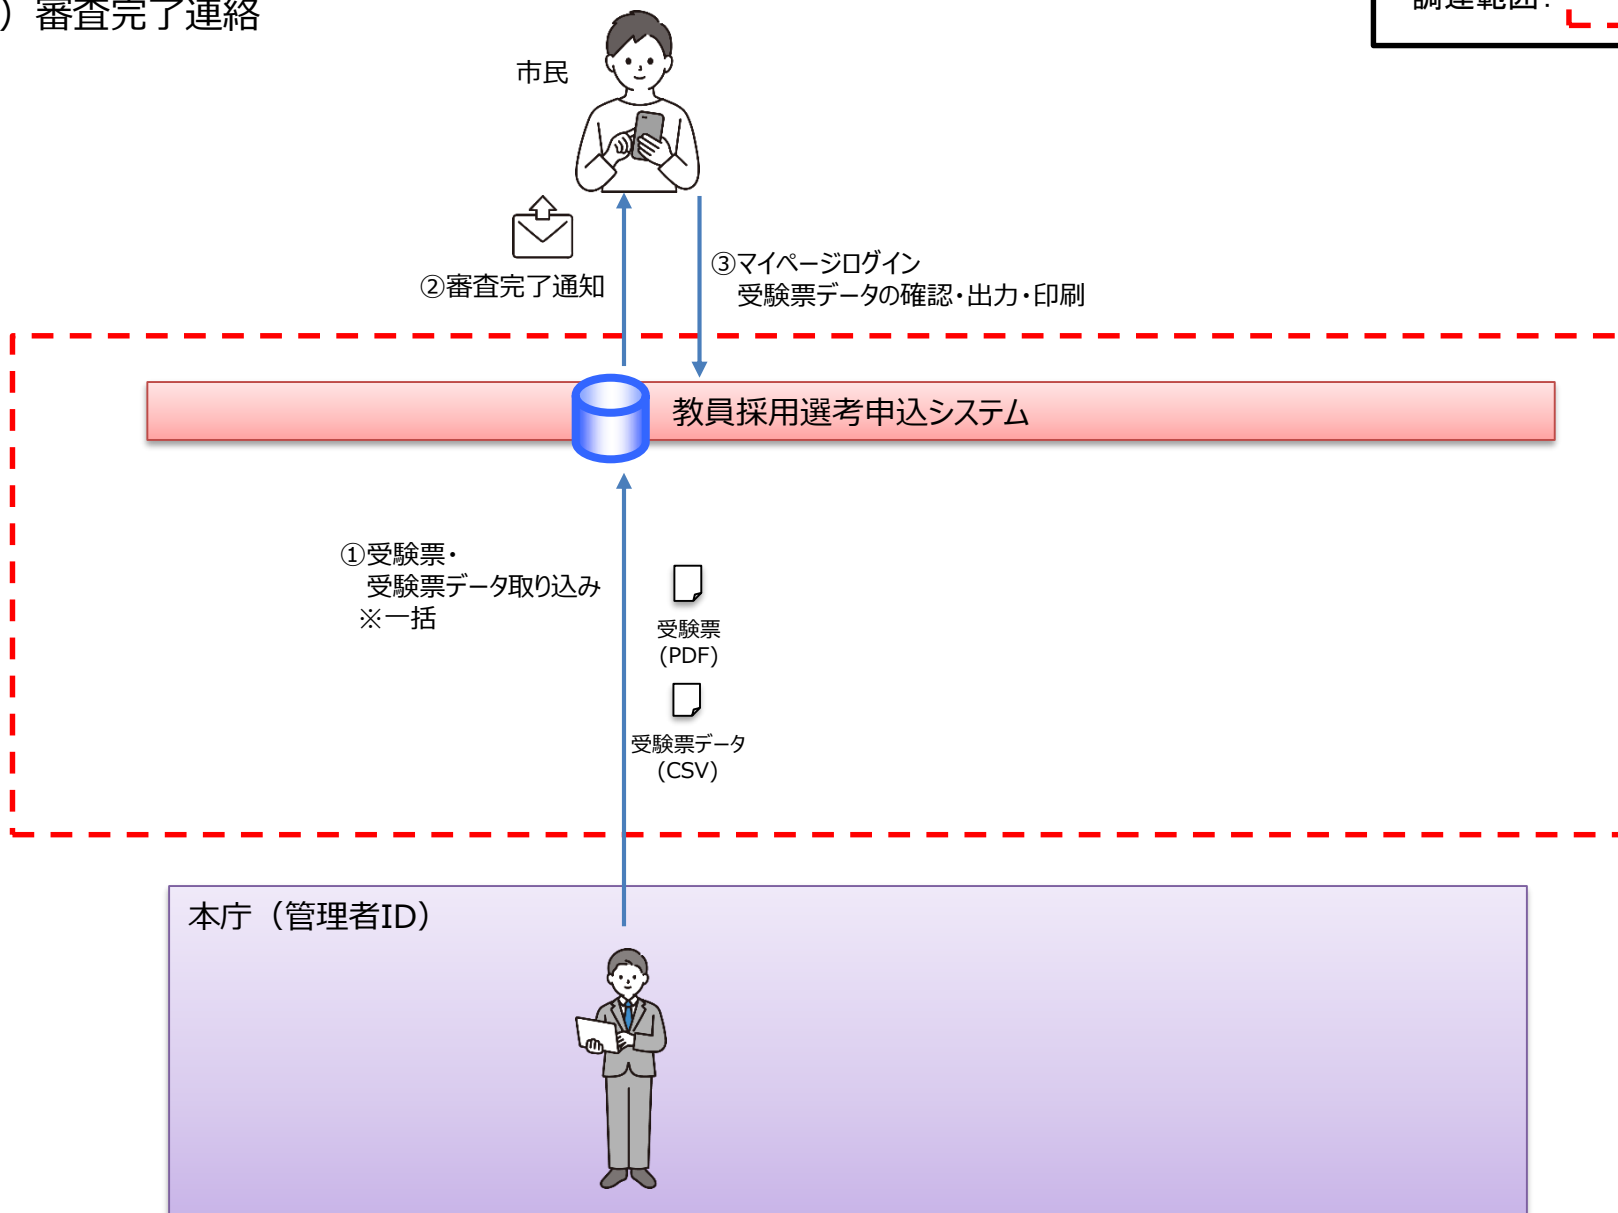 ）審査完了連絡
調達範囲：
市民
②審査完了通知
③マイページログイン
受験票データの確認・出力・印刷
教員採用選考申込システム
①受験票・
受験票データ取り込み
※一括
受験票
(PDF)
受験票データ
(CSV)
本庁（管理者ID）